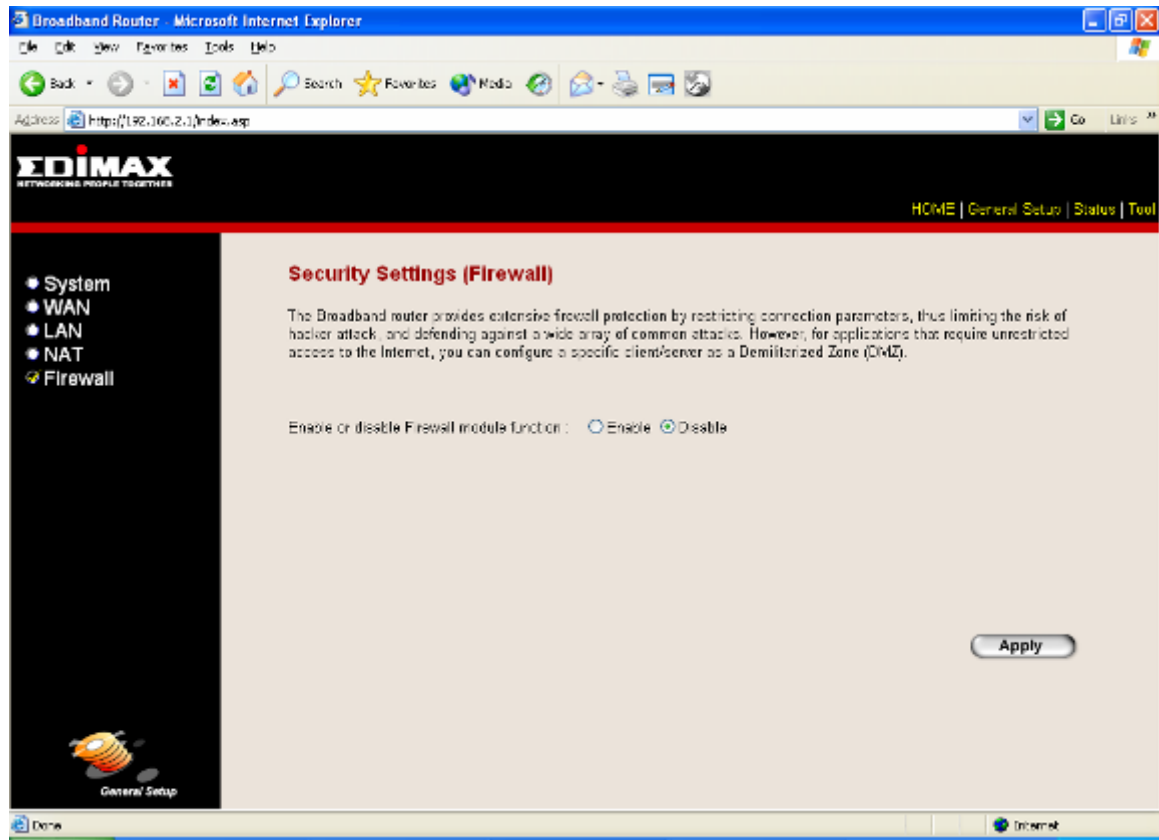 Broadband Router - Microsoft Internet Explorer
File Edit View Favorites Tools Help
Back Search Favorites Media
Address http://192.168.2.1/index.asp Go Links »
EDIMAX
NETWORKING PEOPLE TOGETHER
HOME | General Setup | Status | Tool
System
WAN
LAN
NAT
Firewall
Security Settings (Firewall)
The Broadband router provides extensive firewall protection by restricting connection parameters, thus limiting the risk of
hacker attack, and defending against a wide array of common attacks. However, for applications that require unrestricted
access to the Internet, you can configure a specific client/server as a Demilitarized Zone (DMZ).
Enable or disable Firewall module function : Enable Disable
Apply
General Setup
Done Internet